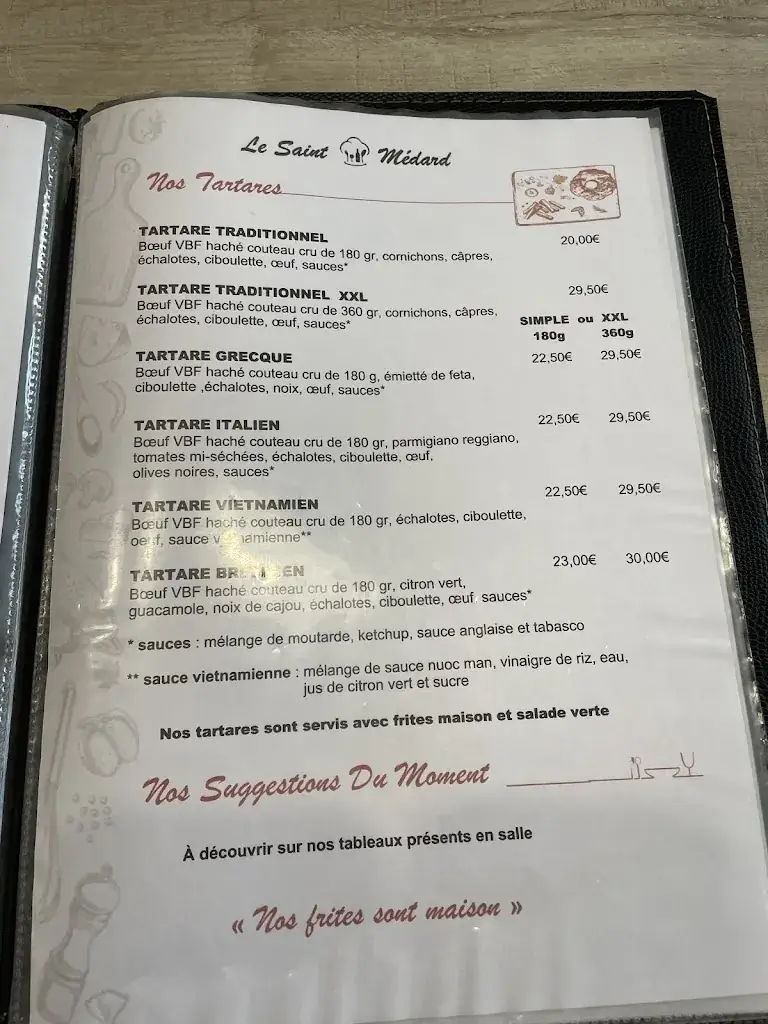 Le Saint Médard
Nos Tartares
TARTARE TRADITIONNEL 20,00€
Bœuf VBF haché couteau cru de 180 gr, cornichons, câpres,
échalotes, ciboulette, œuf, sauces*
TARTARE TRADITIONNEL XXL 29,50€
Bœuf VBF haché couteau cru de 360 gr, cornichons, câpres,
échalotes, ciboulette, œuf, sauces*
SIMPLE ou XXL
180g 360g
TARTARE GRECQUE 22,50€ 29,50€
Bœuf VBF haché couteau cru de 180 g, émietté de feta,
ciboulette ,échalotes, noix, œuf, sauces*
TARTARE ITALIEN 22,50€ 29,50€
Bœuf VBF haché couteau cru de 180 gr, parmigiano reggiano,
tomates mi-séchées, échalotes, ciboulette, œuf,
olives noires, sauces*
TARTARE VIETNAMIEN 22,50€ 29,50€
Bœuf VBF haché couteau cru de 180 gr, échalotes, ciboulette,
oeuf, sauce vietnamienne**
TARTARE 23,00€ 30,00€
Bœuf VBF haché couteau cru de 180 gr, citron vert,
guacamole, noix de cajou, échalotes, ciboulette, œuf, sauces*
* sauces : mélange de moutarde, ketchup, sauce anglaise et tabasco
** sauce vietnamienne : mélange de sauce nuoc man, vinaigre de riz, eau,
jus de citron vert et sucre
Nos tartares sont servis avec frites maison et salade verte
Nos Suggestions Du Moment
À découvrir sur nos tableaux présents en salle
« Nos frites sont maison »